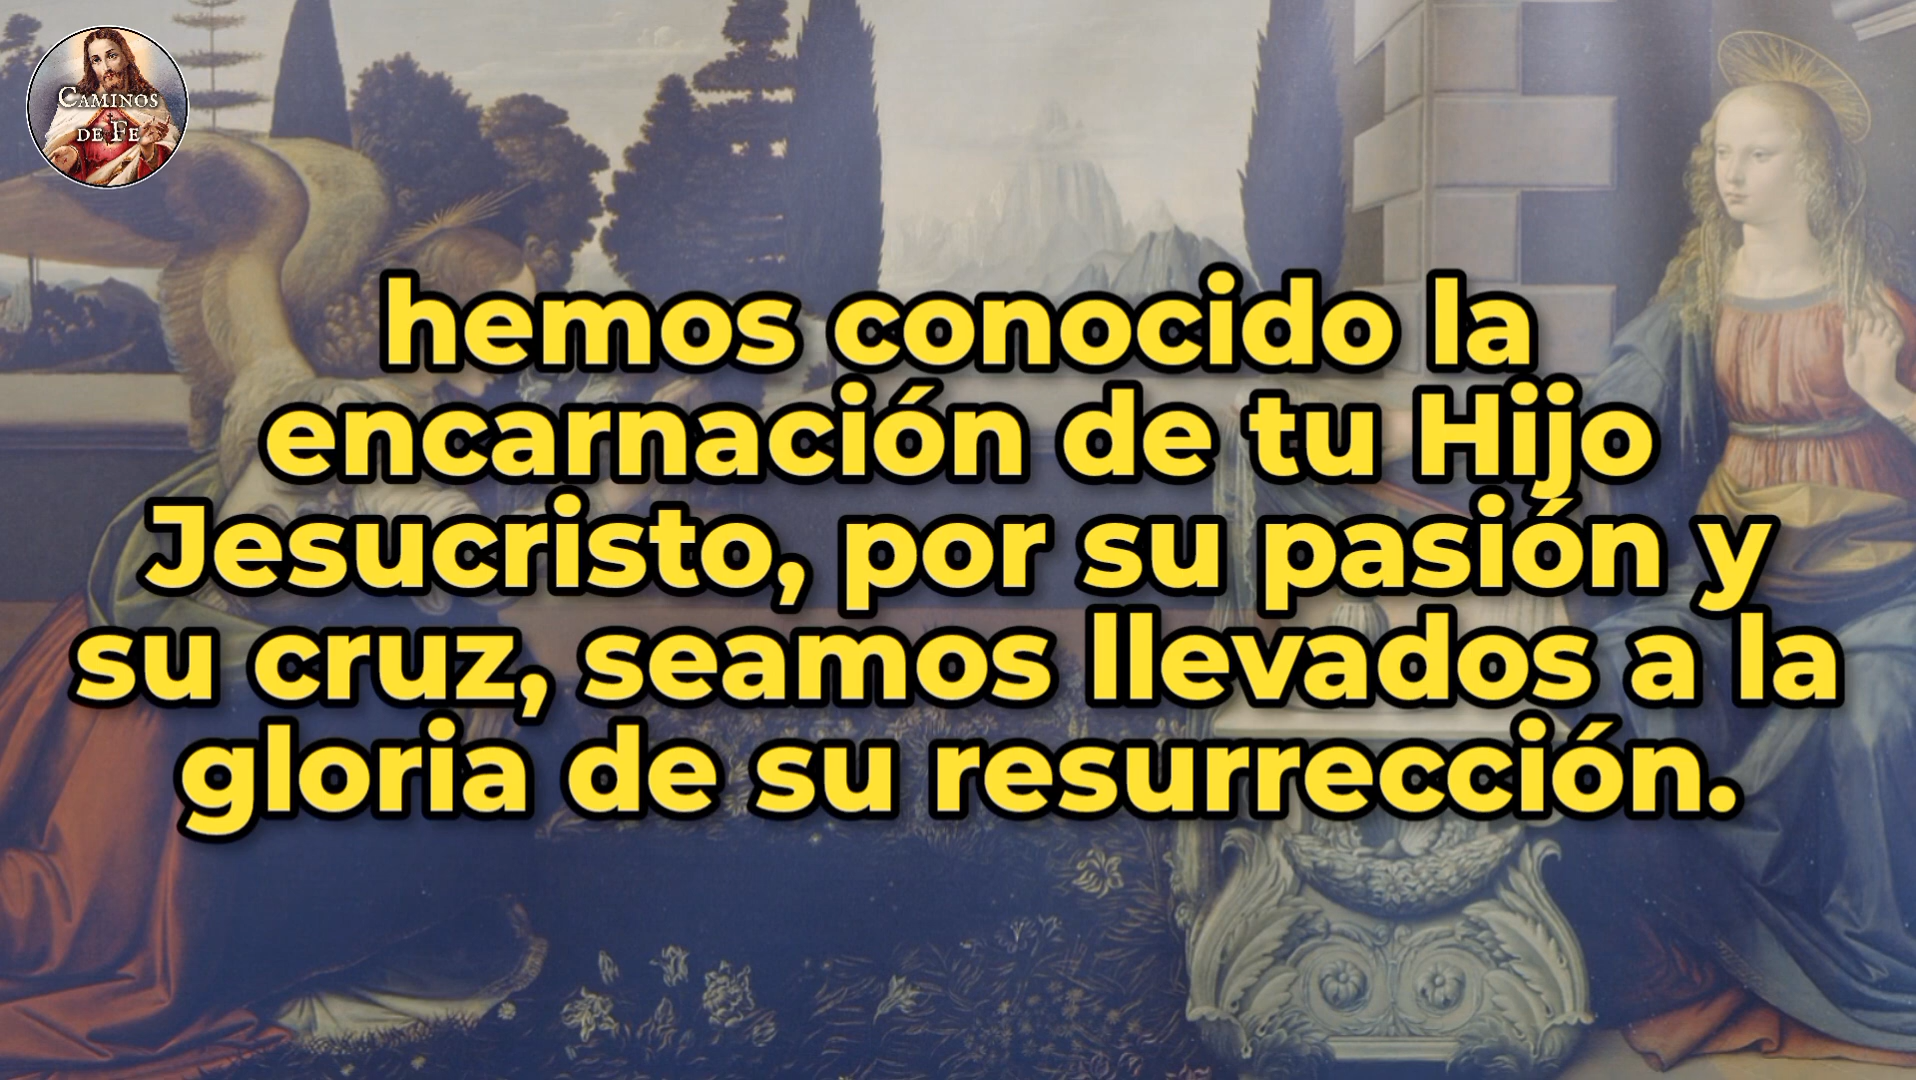 CAMINOS
DE FE
hemos conocido la
encarnación de tu Hijo
Jesucristo, por su pasión y
su cruz, seamos llevados a la
gloria de su resurrección.